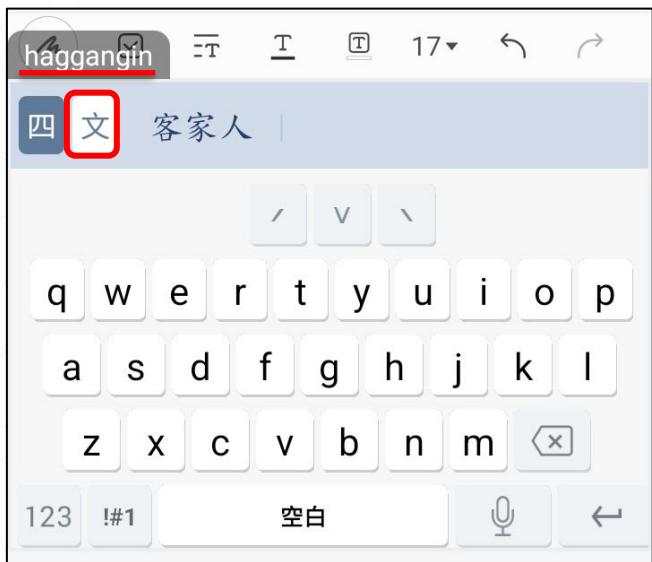 T T T 17
haggangin
四 文 客家人
ˊ ˇ ˋ
q w e r t y u i o p
a s d f g h j k l
z x c v b n m
123 !#1 空白